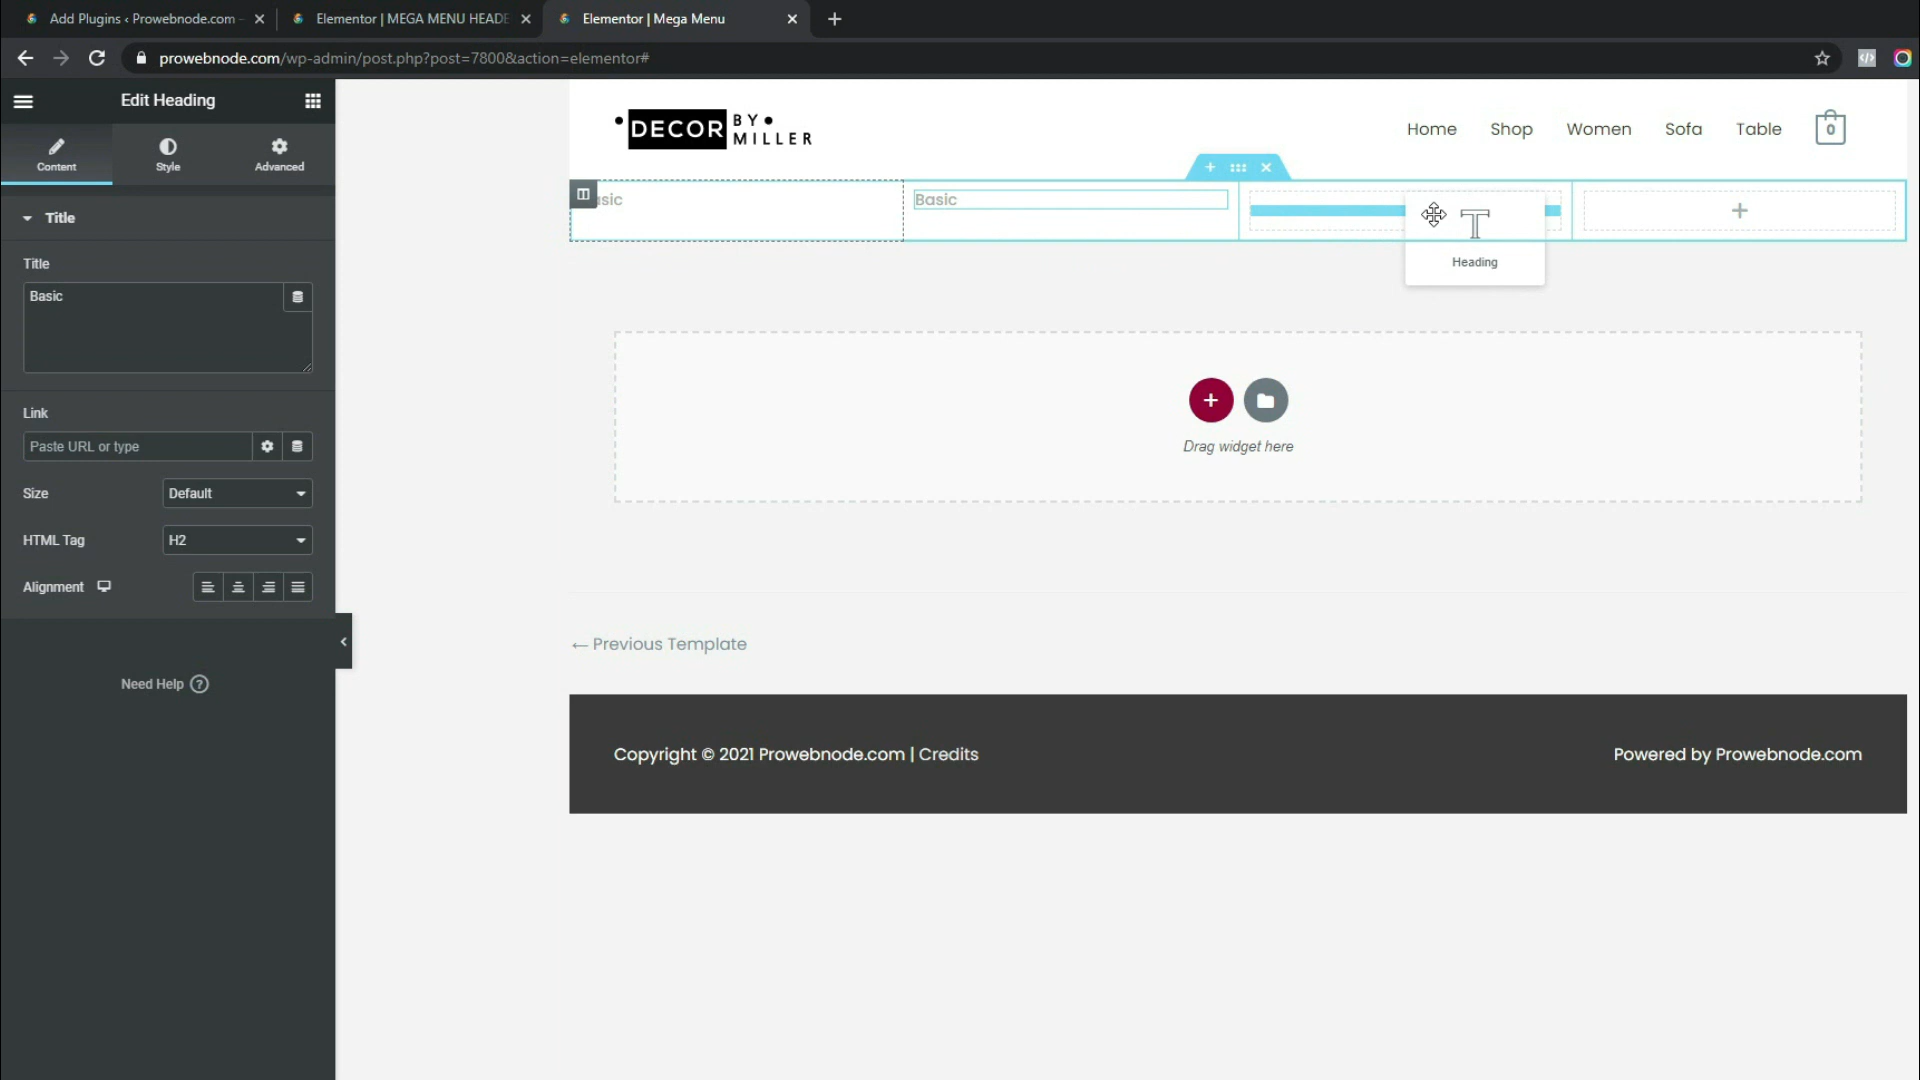 Add Plugins ‹ Prowebnode.com –
Elementor | MEGA MENU HEADE
Elementor | Mega Menu
prowebnode.com/wp-admin/post.php?post=7800&action=elementor#
Edit Heading
Content
Style
Advanced
Title
Title
Basic
Link
Paste URL or type
Size
Default
HTML Tag
H2
Alignment
Need Help
DECOR BY
MILLER
Home
Shop
Women
Sofa
Table
0
asic
Basic
Heading
Drag widget here
← Previous Template
Copyright © 2021 Prowebnode.com | Credits
Powered by Prowebnode.com